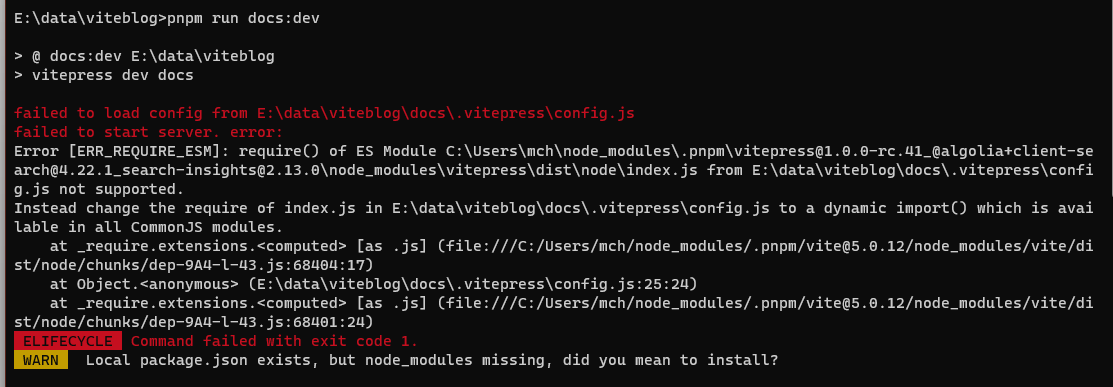 E:\data\viteblog>pnpm run docs:dev
> @ docs:dev E:\data\viteblog
> vitepress dev docs
failed to load config from E:\data\viteblog\docs\.vitepress\config.js
failed to start server. error:
Error [ERR_REQUIRE_ESM]: require() of ES Module C:\Users\mch\node_modules\.pnpm\vitepress@1.0.0-rc.41_@algolia+client-se
arch@4.22.1_search-insights@2.13.0\node_modules\vitepress\dist\node\index.js from E:\data\viteblog\docs\.vitepress\confi
g.js not supported.
Instead change the require of index.js in E:\data\viteblog\docs\.vitepress\config.js to a dynamic import() which is avai
lable in all CommonJS modules.
    at _require.extensions.<computed> [as .js] (file:///C:/Users/mch/node_modules/.pnpm/vite@5.0.12/node_modules/vite/di
st/node/chunks/dep-9A4-l-43.js:68404:17)
    at Object.<anonymous> (E:\data\viteblog\docs\.vitepress\config.js:25:24)
    at _require.extensions.<computed> [as .js] (file:///C:/Users/mch/node_modules/.pnpm/vite@5.0.12/node_modules/vite/di
st/node/chunks/dep-9A4-l-43.js:68401:24)
 ELIFECYCLE  Command failed with exit code 1.
 WARN   Local package.json exists, but node_modules missing, did you mean to install?